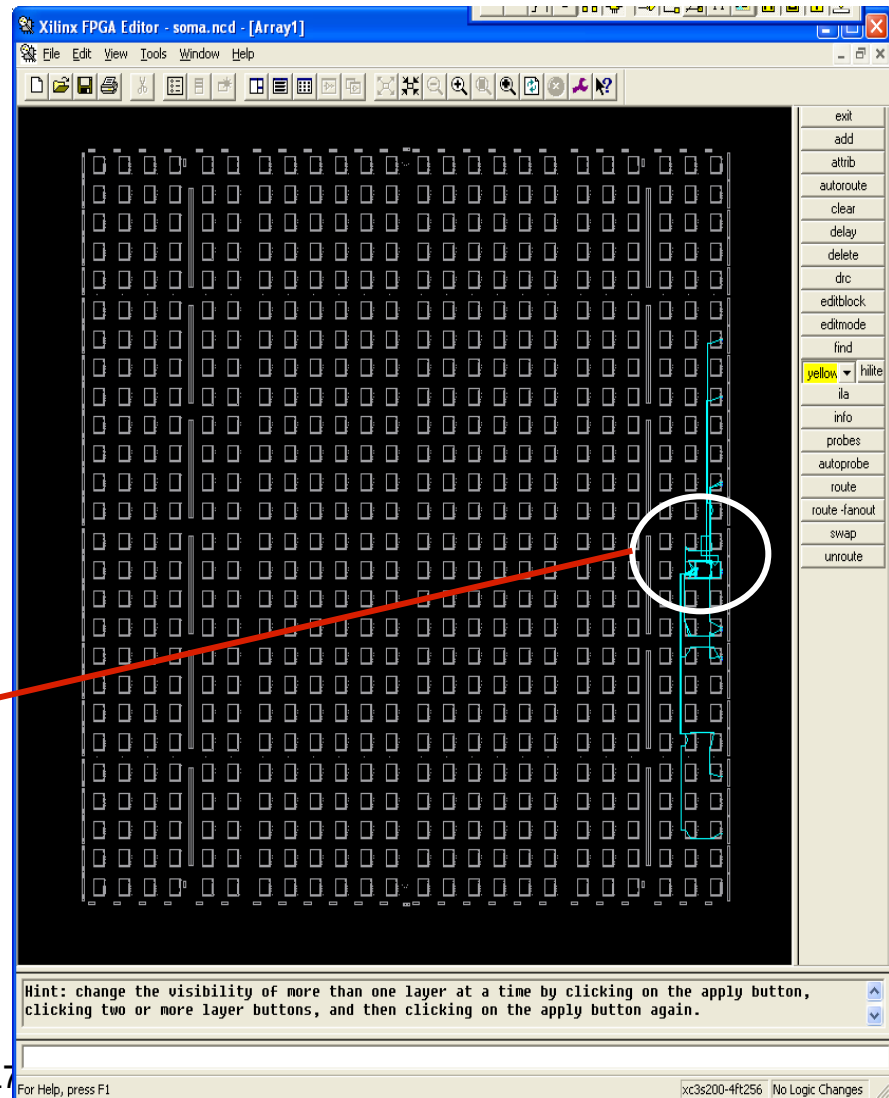 Xilinx FPGA Editor - soma.ncd - [Array1]
File Edit View Tools Window Help
exit
add
attrib
autoroute
clear
delay
delete
drc
editblock
editmode
find
yellow hilite
ila
info
probes
autoprobe
route
route -fanout
swap
unroute
Hint: change the visibility of more than one layer at a time by clicking on the apply button,
clicking two or more layer buttons, and then clicking on the apply button again.
For Help, press F1 xc3s200-4ft256 No Logic Changes